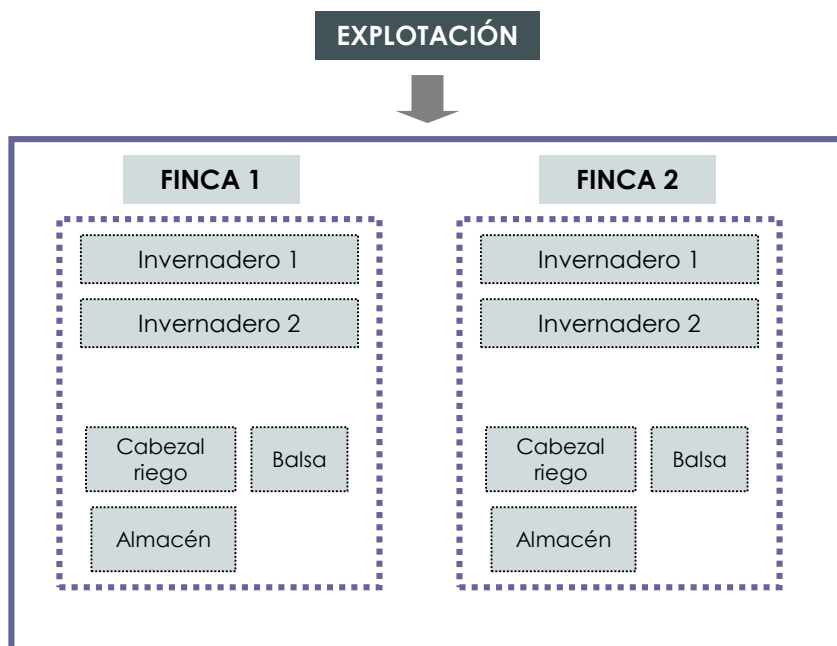 EXPLOTACIÓN
FINCA 1
Invernadero 1
Invernadero 2
Cabezal
riego
Balsa
Almacén
FINCA 2
Invernadero 1
Invernadero 2
Cabezal
riego
Balsa
Almacén